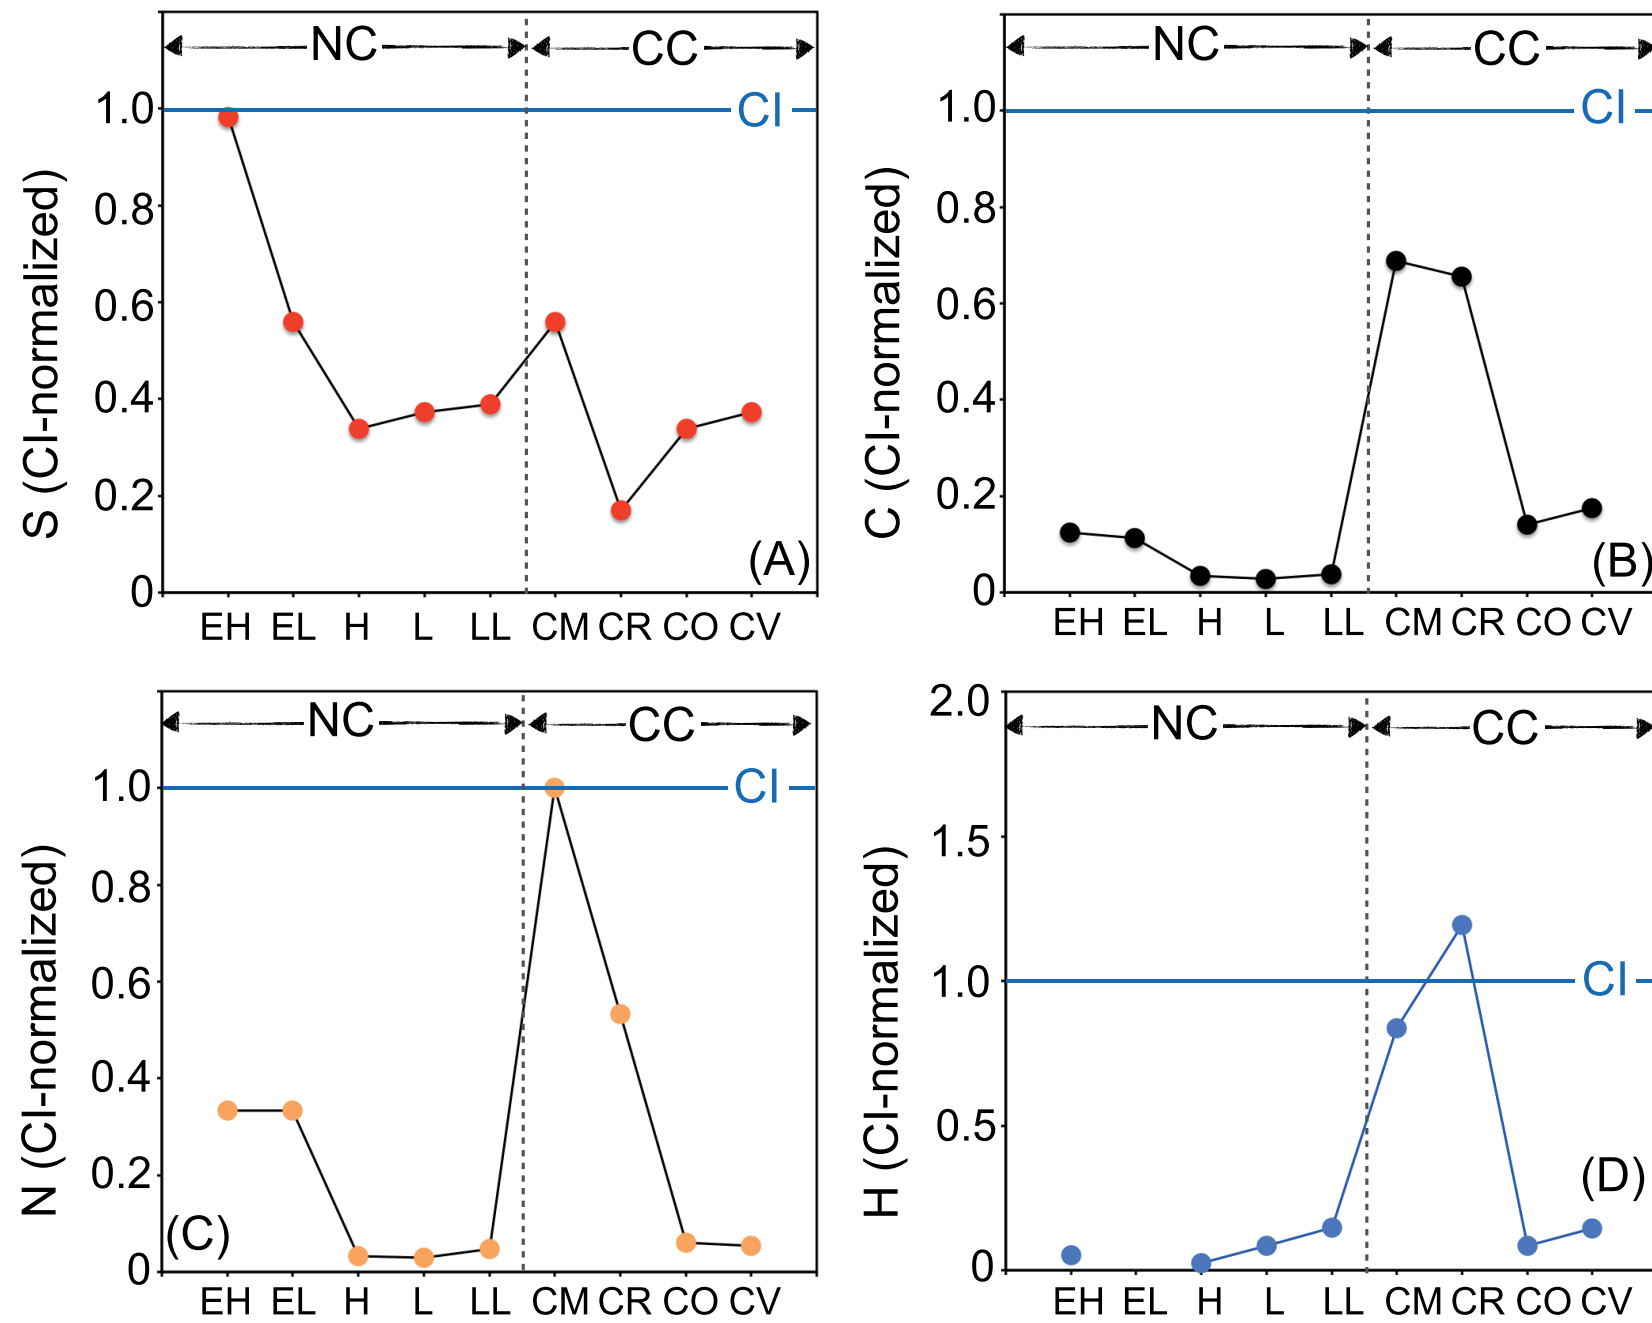 NC CC
1.0 CI
0.8
0.6
0.4
0.2
0
S (CI-normalized)
(A)
EH EL H L LL CM CR CO CV
NC CC
1.0 CI
0.8
0.6
0.4
0.2
0
C (CI-normalized)
(B)
EH EL H L LL CM CR CO CV
NC CC
1.0 CI
0.8
0.6
0.4
0.2
0
N (CI-normalized)
(C)
EH EL H L LL CM CR CO CV
2.0
NC CC
1.5
1.0 CI
0.5
0
H (CI-normalized)
(D)
EH EL H L LL CM CR CO CV